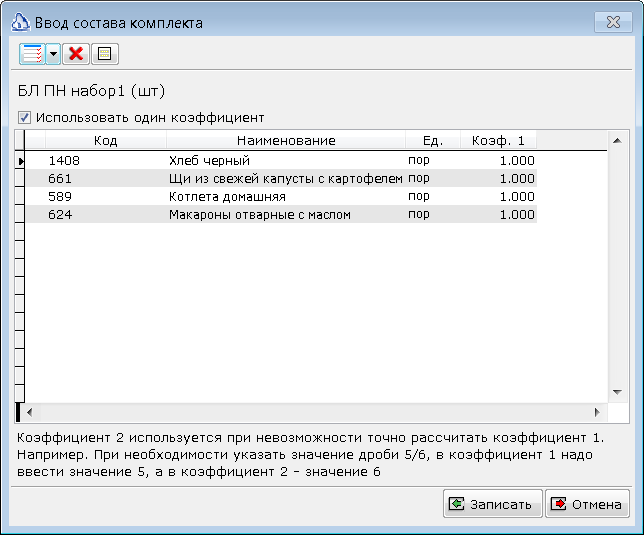 Ввод состава комплекта
БЛ ПН набор1 (шт)
Использовать один коэффициент
Код Наименование Ед. Коэф. 1
1408 Хлеб черный пор 1.000
661 Щи из свежей капусты с картофелем пор 1.000
589 Котлета домашняя пор 1.000
624 Макароны отварные с маслом пор 1.000
Коэффициент 2 используется при невозможности точно рассчитать коэффициент 1.
Например. При необходимости указать значение дроби 5/6, в коэффициент 1 надо
ввести значение 5, а в коэффициент 2 - значение 6
Записать Отмена